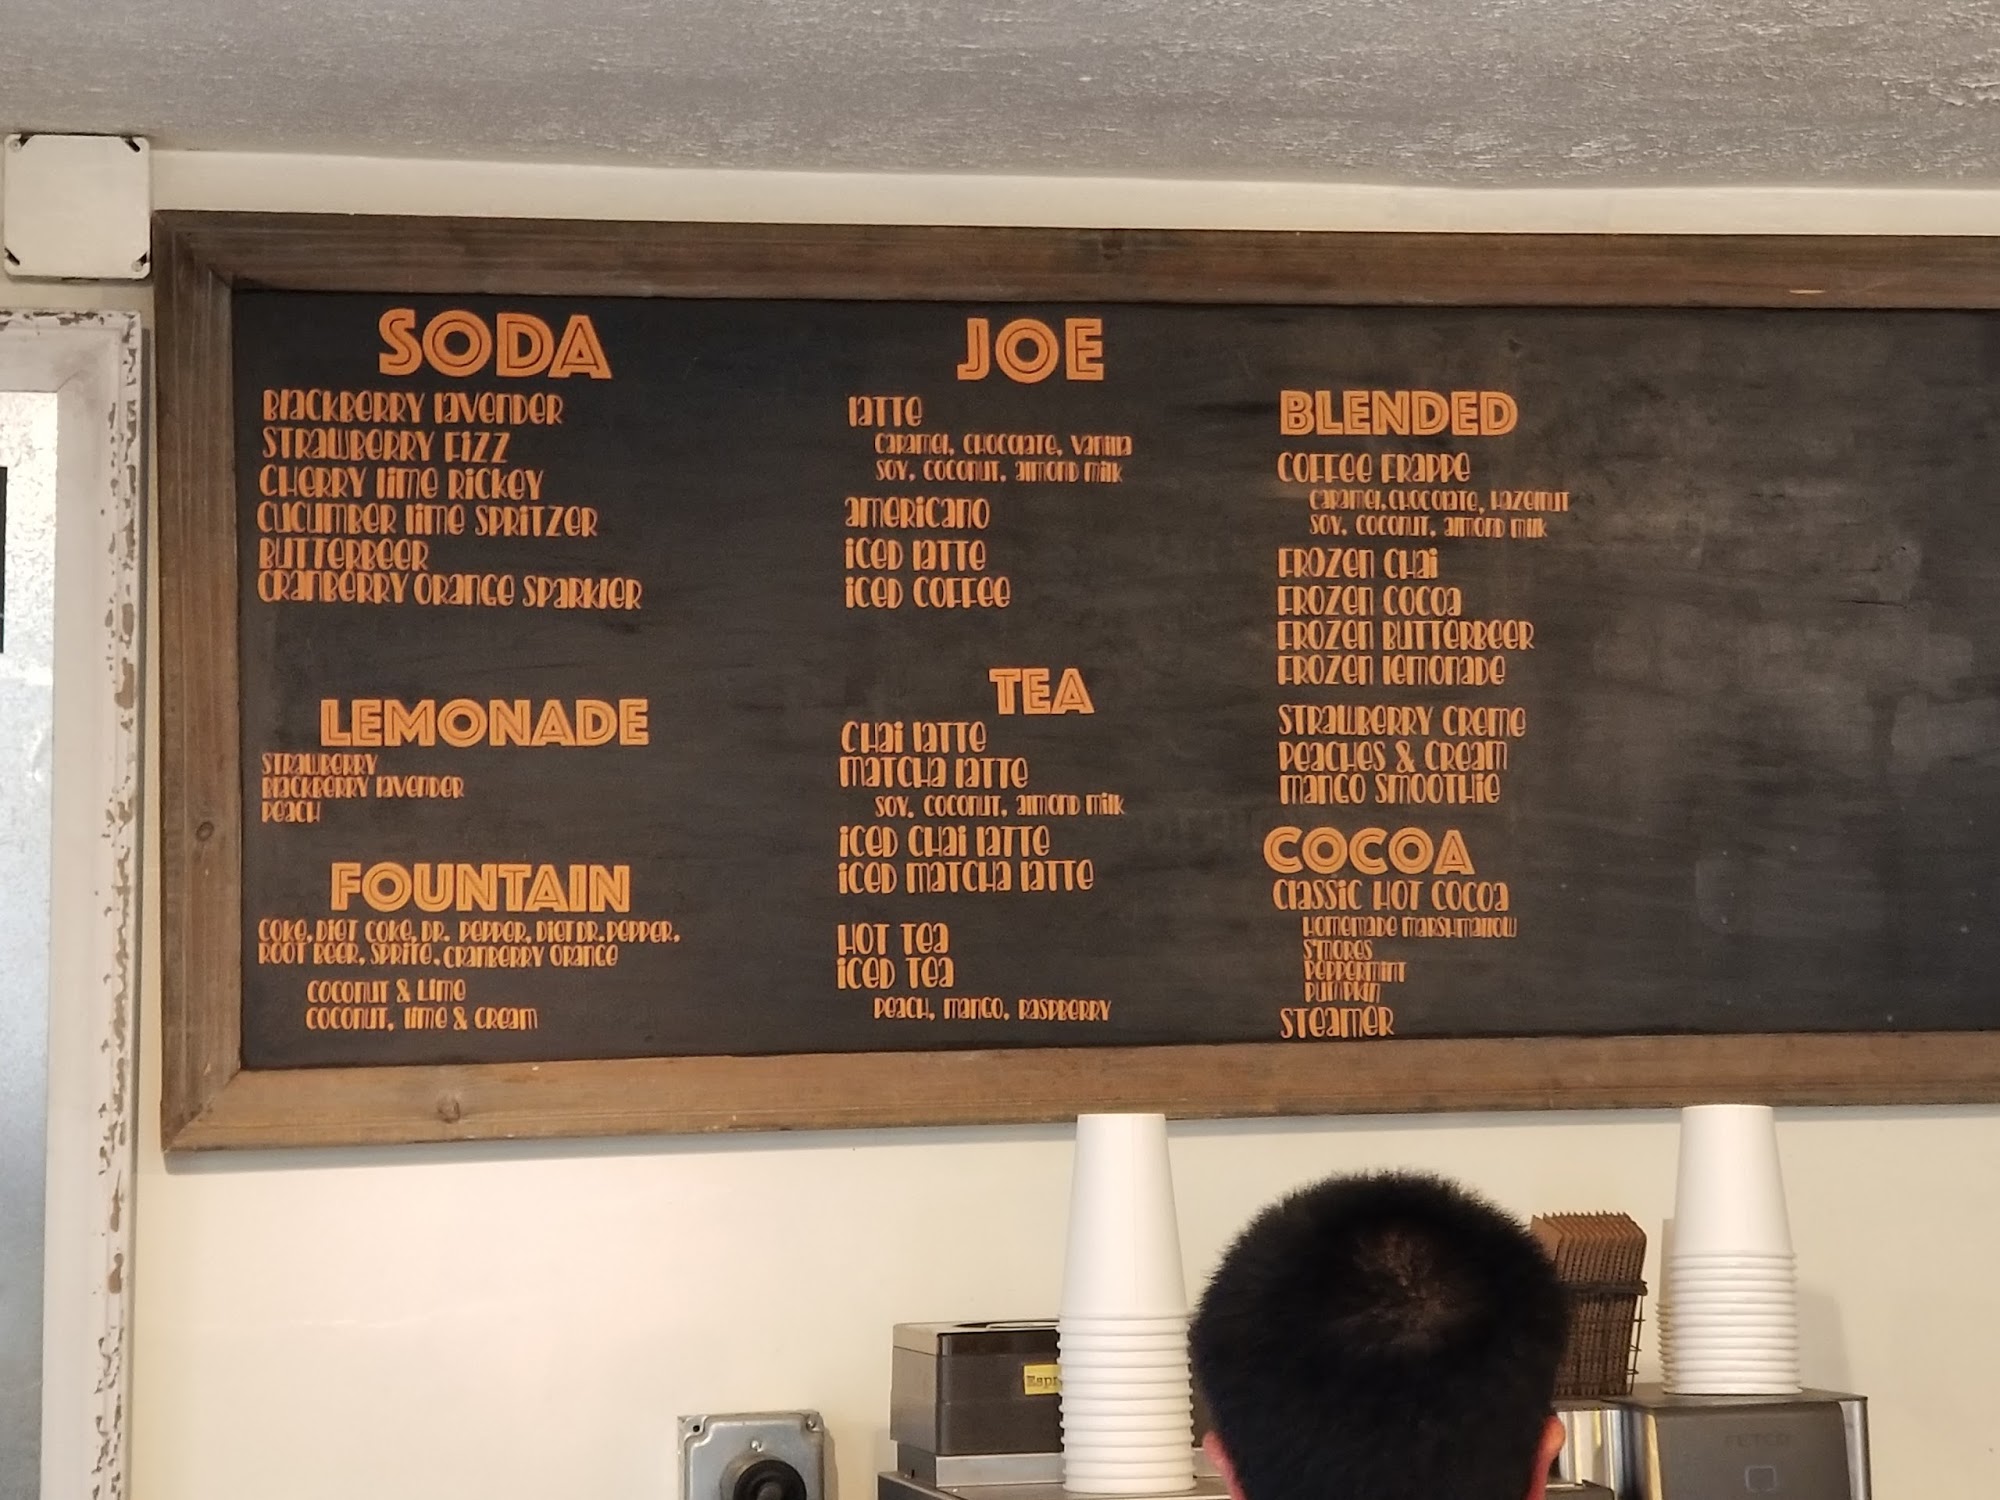 SODA
BLACKBERRY LAVENDER
STRAWBERRY FIZZ
CHERRY LIME RICKEY
CUCUMBER LIME SPRITZER
BUTTERBEER
CRANBERRY ORANGE SPARKLER
LEMONADE
STRAWBERRY
BLACKBERRY LAVENDER
PEACH
FOUNTAIN
COKE, DIET COKE, DR. PEPPER, DIET DR. PEPPER,
ROOT BEER, SPRITE, CRANBERRY ORANGE
COCONUT & LIME
COCONUT, LIME & CREAM
JOE
LATTE
CARAMEL, CHOCOLATE, VANILLA
SOY, COCONUT, ALMOND MILK
AMERICANO
ICED LATTE
ICED COFFEE
TEA
CHAI LATTE
MATCHA LATTE
SOY, COCONUT, ALMOND MILK
ICED CHAI LATTE
ICED MATCHA LATTE
HOT TEA
ICED TEA
PEACH, MANGO, RASPBERRY
BLENDED
COFFEE FRAPPE
CARAMEL, CHOCOLATE, HAZELNUT
SOY, COCONUT, ALMOND MILK
FROZEN CHAI
FROZEN COCOA
FROZEN BUTTERBEER
FROZEN LEMONADE
STRAWBERRY CREME
PEACHES & CREAM
MANGO SMOOTHIE
COCOA
CLASSIC HOT COCOA
HOMEMADE MARSHMALLOW
S'MORES
PEPPERMINT
PUMPKIN
STEAMER
FETCO